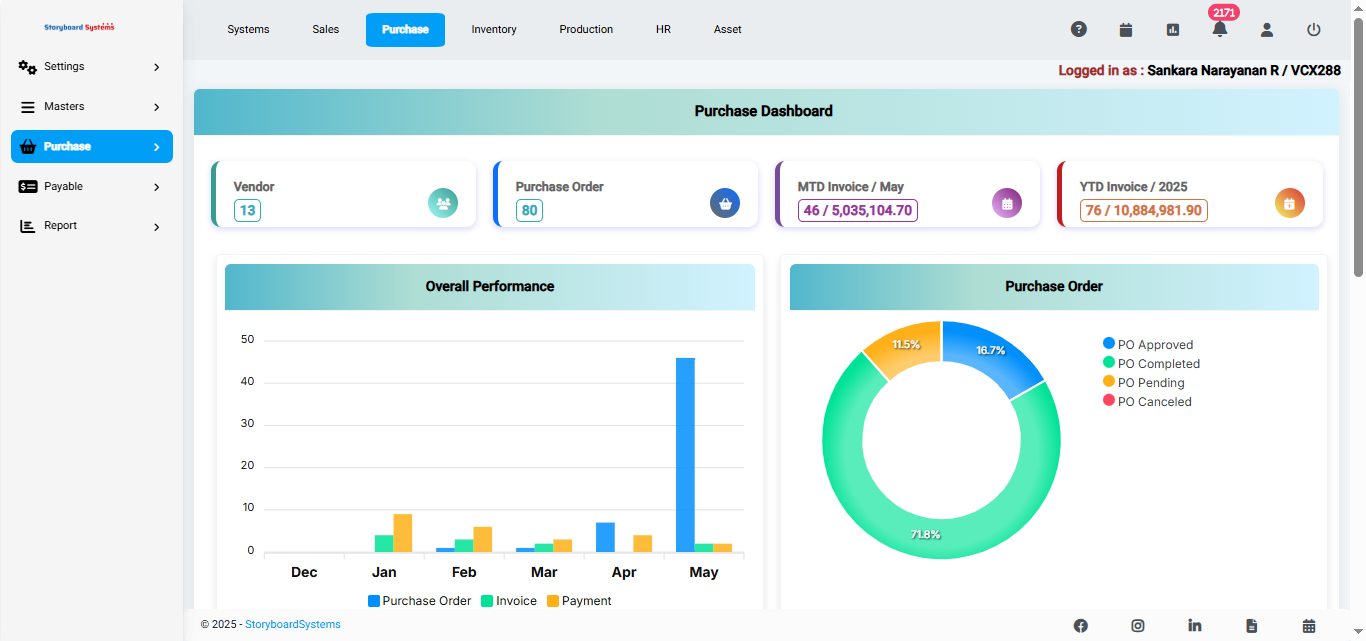 Storyboard Systems
Systems Sales Purchase Inventory Production HR Asset
2171
Logged in as : Sankara Narayanan R / VCX288
Settings
Masters
Purchase
Payable
Report
Purchase Dashboard
Vendor
13
Purchase Order
80
MTD Invoice / May
46 / 5,035,104.70
YTD Invoice / 2025
76 / 10,884,981.90
Overall Performance
50
40
30
20
10
0
Dec Jan Feb Mar Apr May
Purchase Order Invoice Payment
Purchase Order
11.5%
16.7%
71.8%
PO Approved
PO Completed
PO Pending
PO Canceled
© 2025 - StoryboardSystems